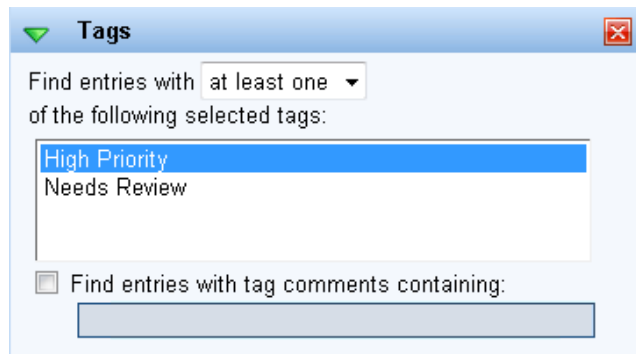 Tags
Find entries with at least one
of the following selected tags:
High Priority
Needs Review
Find entries with tag comments containing: